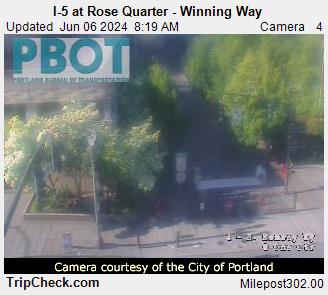 I-5 at Rose Quarter - Winning Way
Updated Jun 06 2024 8:19 AM Camera 4
PBOT
PORTLAND BUREAU OF TRANSPORTATION
Camera courtesy of the City of Portland
TripCheck.com Milepost302.00